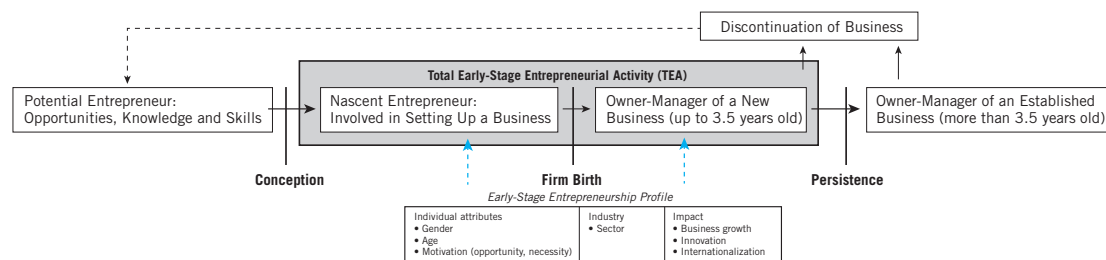 Discontinuation of Business
Total Early-Stage Entrepreneurial Activity (TEA)
Potential Entrepreneur:
Opportunities, Knowledge and Skills
Nascent Entrepreneur:
Involved in Setting Up a Business
Owner-Manager of a New
Business (up to 3.5 years old)
Owner-Manager of an Established
Business (more than 3.5 years old)
Conception
Firm Birth
Persistence
Early-Stage Entrepreneurship Profile
Individual attributes
• Gender
• Age
• Motivation (opportunity, necessity)
Industry
• Sector
Impact
• Business growth
• Innovation
• Internationalization